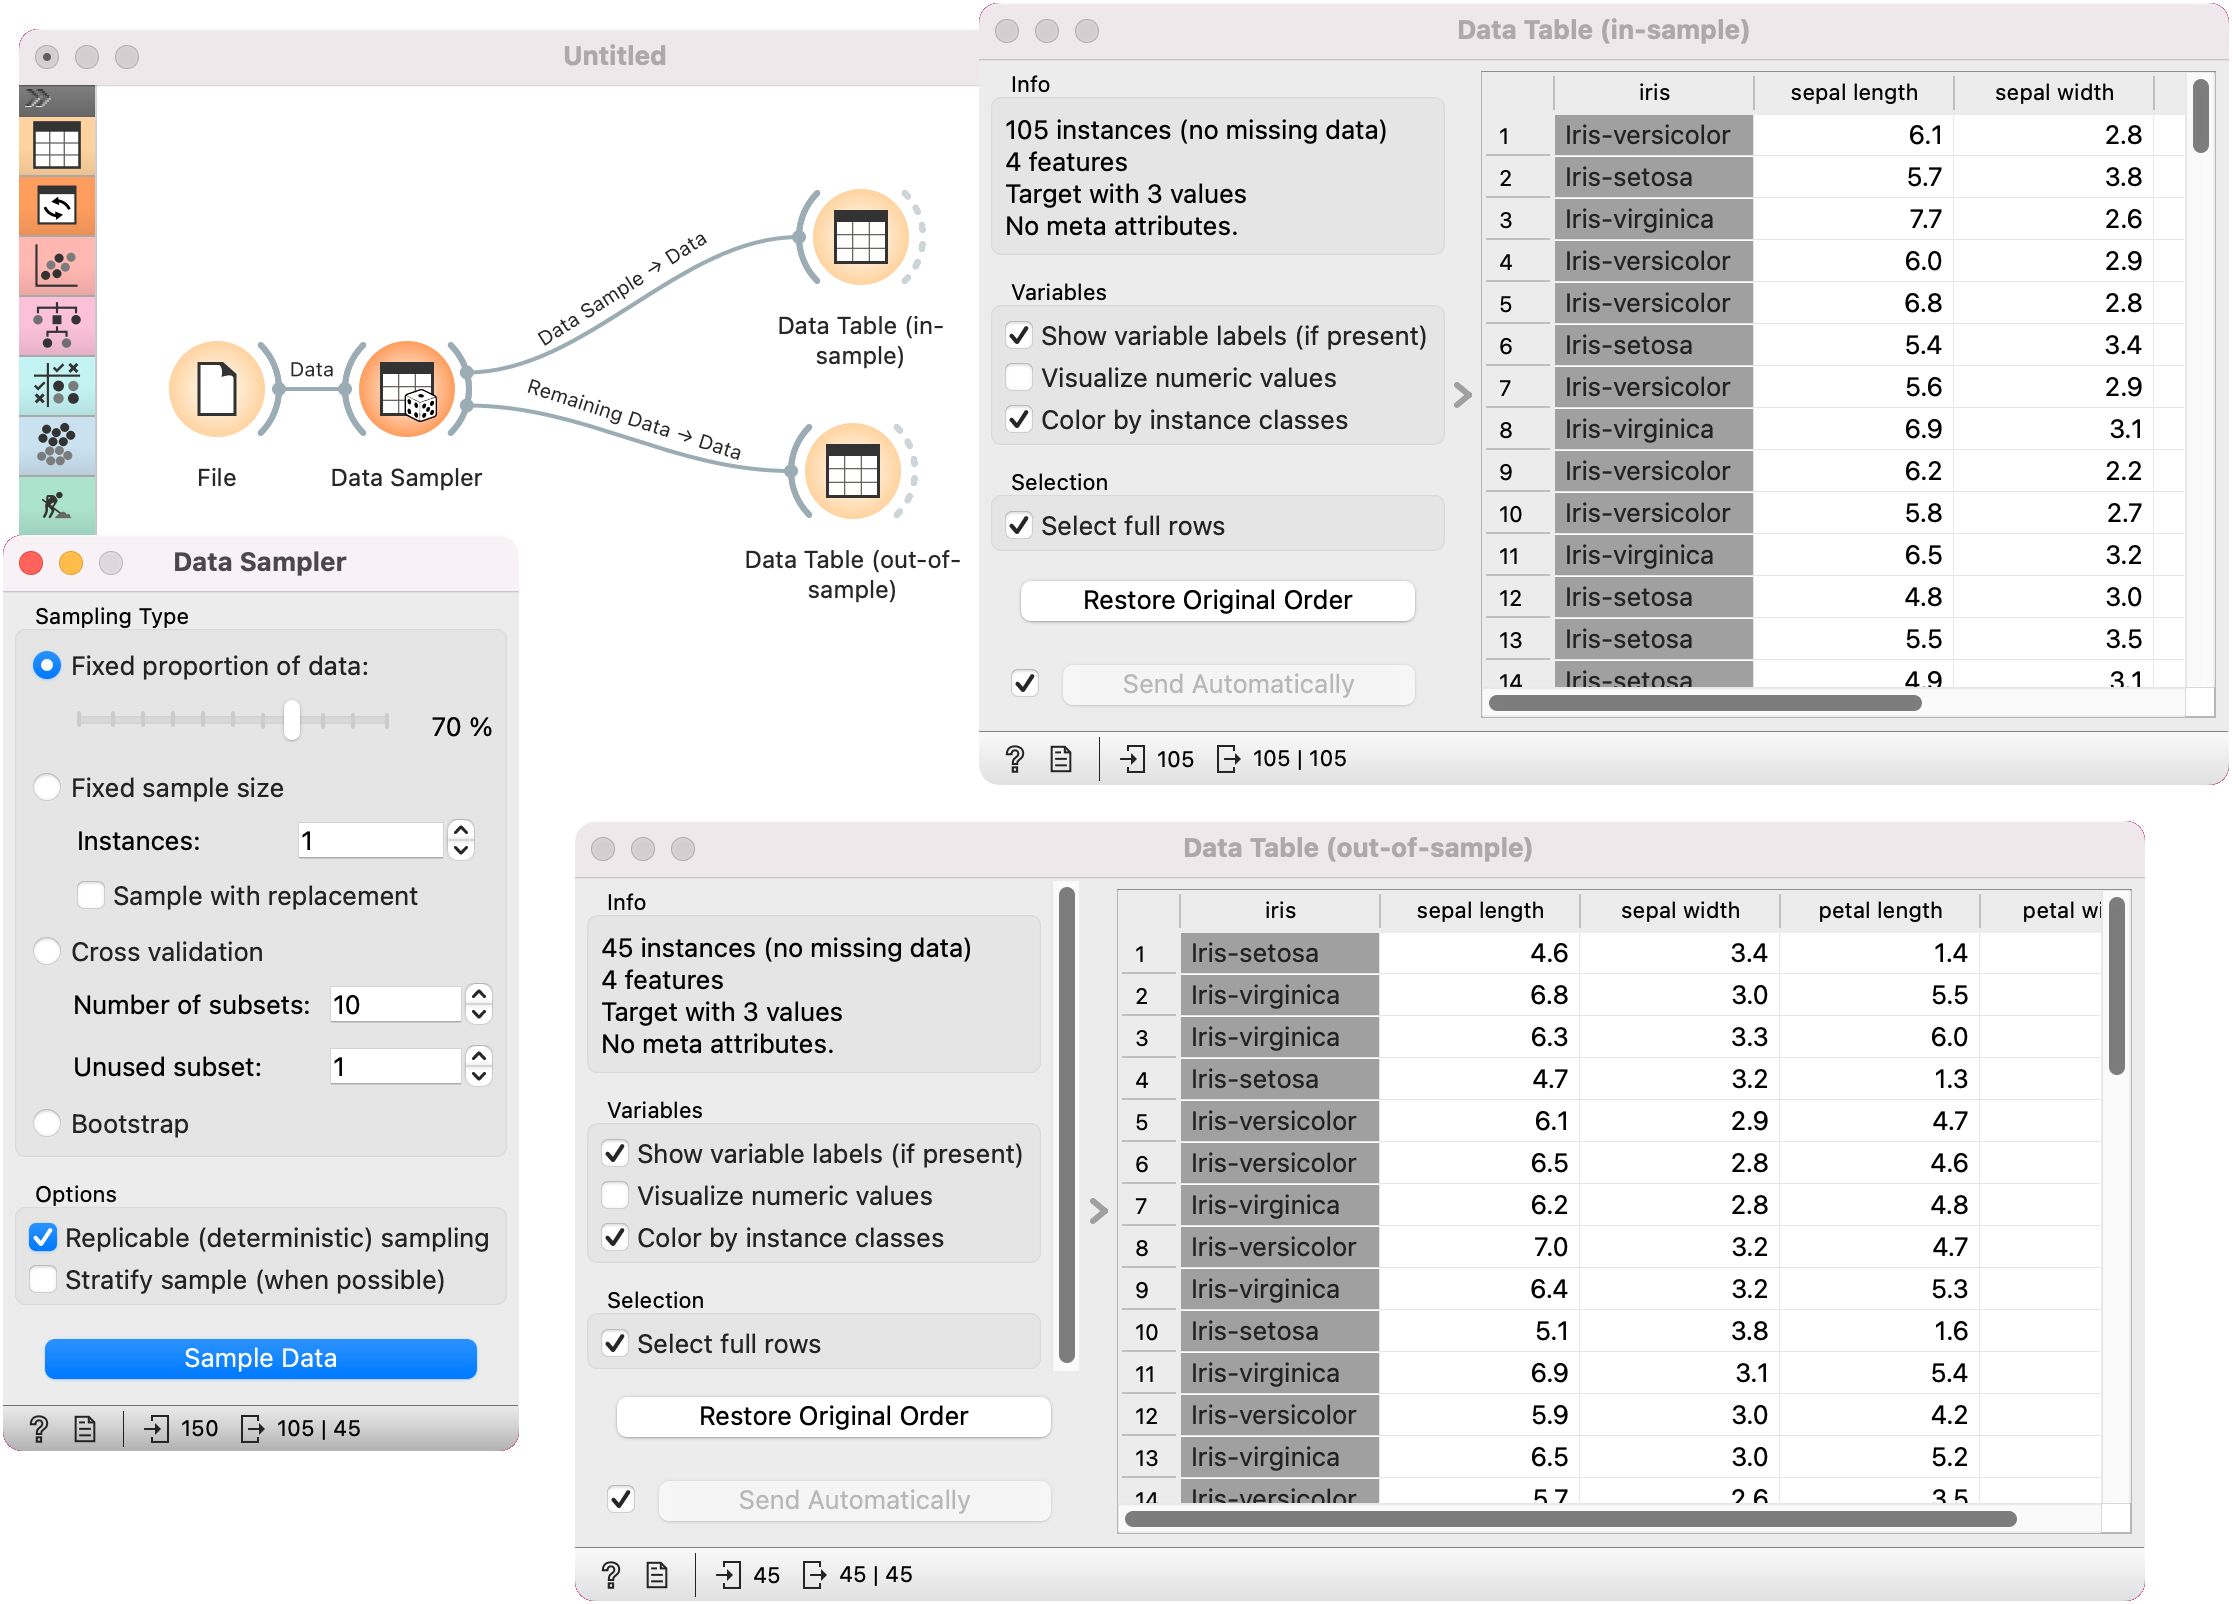 Untitled
Data
Data Sample → Data
Remaining Data → Data
File
Data Sampler
Data Table (in-
sample)
Data Table (out-of-
sample)
Data Sampler
Sampling Type
Fixed proportion of data:
70 %
Fixed sample size
Instances: 1
Sample with replacement
Cross validation
Number of subsets: 10
Unused subset: 1
Bootstrap
Options
Replicable (deterministic) sampling
Stratify sample (when possible)
Sample Data
? 150 105 | 45
Data Table (in-sample)
Info
105 instances (no missing data)
4 features
Target with 3 values
No meta attributes.
Variables
Show variable labels (if present)
Visualize numeric values
Color by instance classes
Selection
Select full rows
Restore Original Order
Send Automatically
iris sepal length sepal width
1 Iris-versicolor 6.1 2.8
2 Iris-setosa 5.7 3.8
3 Iris-virginica 7.7 2.6
4 Iris-versicolor 6.0 2.9
5 Iris-versicolor 6.8 2.8
6 Iris-setosa 5.4 3.4
7 Iris-versicolor 5.6 2.9
8 Iris-virginica 6.9 3.1
9 Iris-versicolor 6.2 2.2
10 Iris-versicolor 5.8 2.7
11 Iris-virginica 6.5 3.2
12 Iris-setosa 4.8 3.0
13 Iris-setosa 5.5 3.5
14 Iris-setosa 4.9 3.1
? 105 105 | 105
Data Table (out-of-sample)
Info
45 instances (no missing data)
4 features
Target with 3 values
No meta attributes.
Variables
Show variable labels (if present)
Visualize numeric values
Color by instance classes
Selection
Select full rows
Restore Original Order
Send Automatically
iris sepal length sepal width petal length petal wi
1 Iris-setosa 4.6 3.4 1.4
2 Iris-virginica 6.8 3.0 5.5
3 Iris-virginica 6.3 3.3 6.0
4 Iris-setosa 4.7 3.2 1.3
5 Iris-versicolor 6.1 2.9 4.7
6 Iris-versicolor 6.5 2.8 4.6
7 Iris-virginica 6.2 2.8 4.8
8 Iris-versicolor 7.0 3.2 4.7
9 Iris-virginica 6.4 3.2 5.3
10 Iris-setosa 5.1 3.8 1.6
11 Iris-virginica 6.9 3.1 5.4
12 Iris-versicolor 5.9 3.0 4.2
13 Iris-virginica 6.5 3.0 5.2
14 Iris-versicolor 5.7 2.6 3.5
? 45 45 | 45